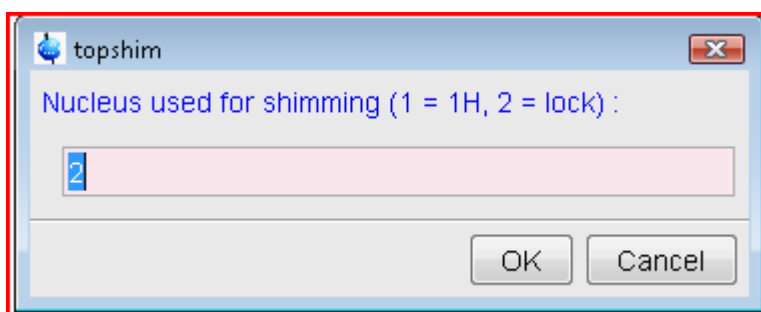 topshim
Nucleus used for shimming (1 = 1H, 2 = lock) :
2
OK Cancel